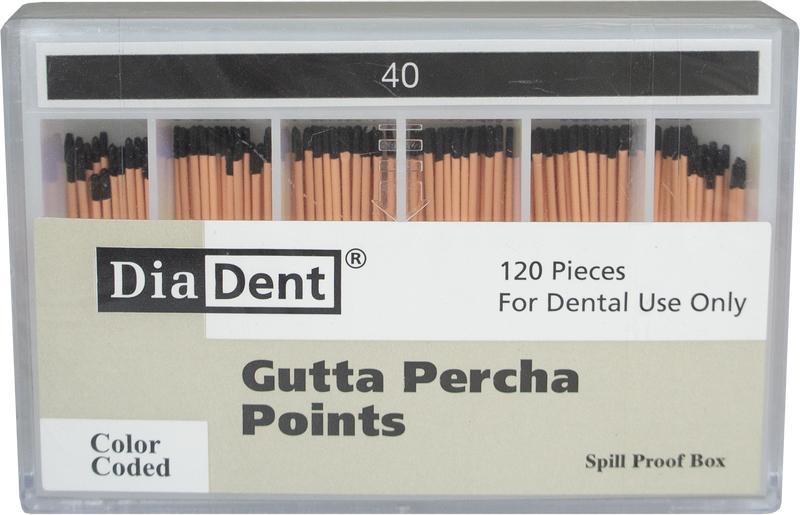 40
DiaDent®
120 Pieces
For Dental Use Only
Gutta Percha
Points
Color
Coded
Spill Proof Box